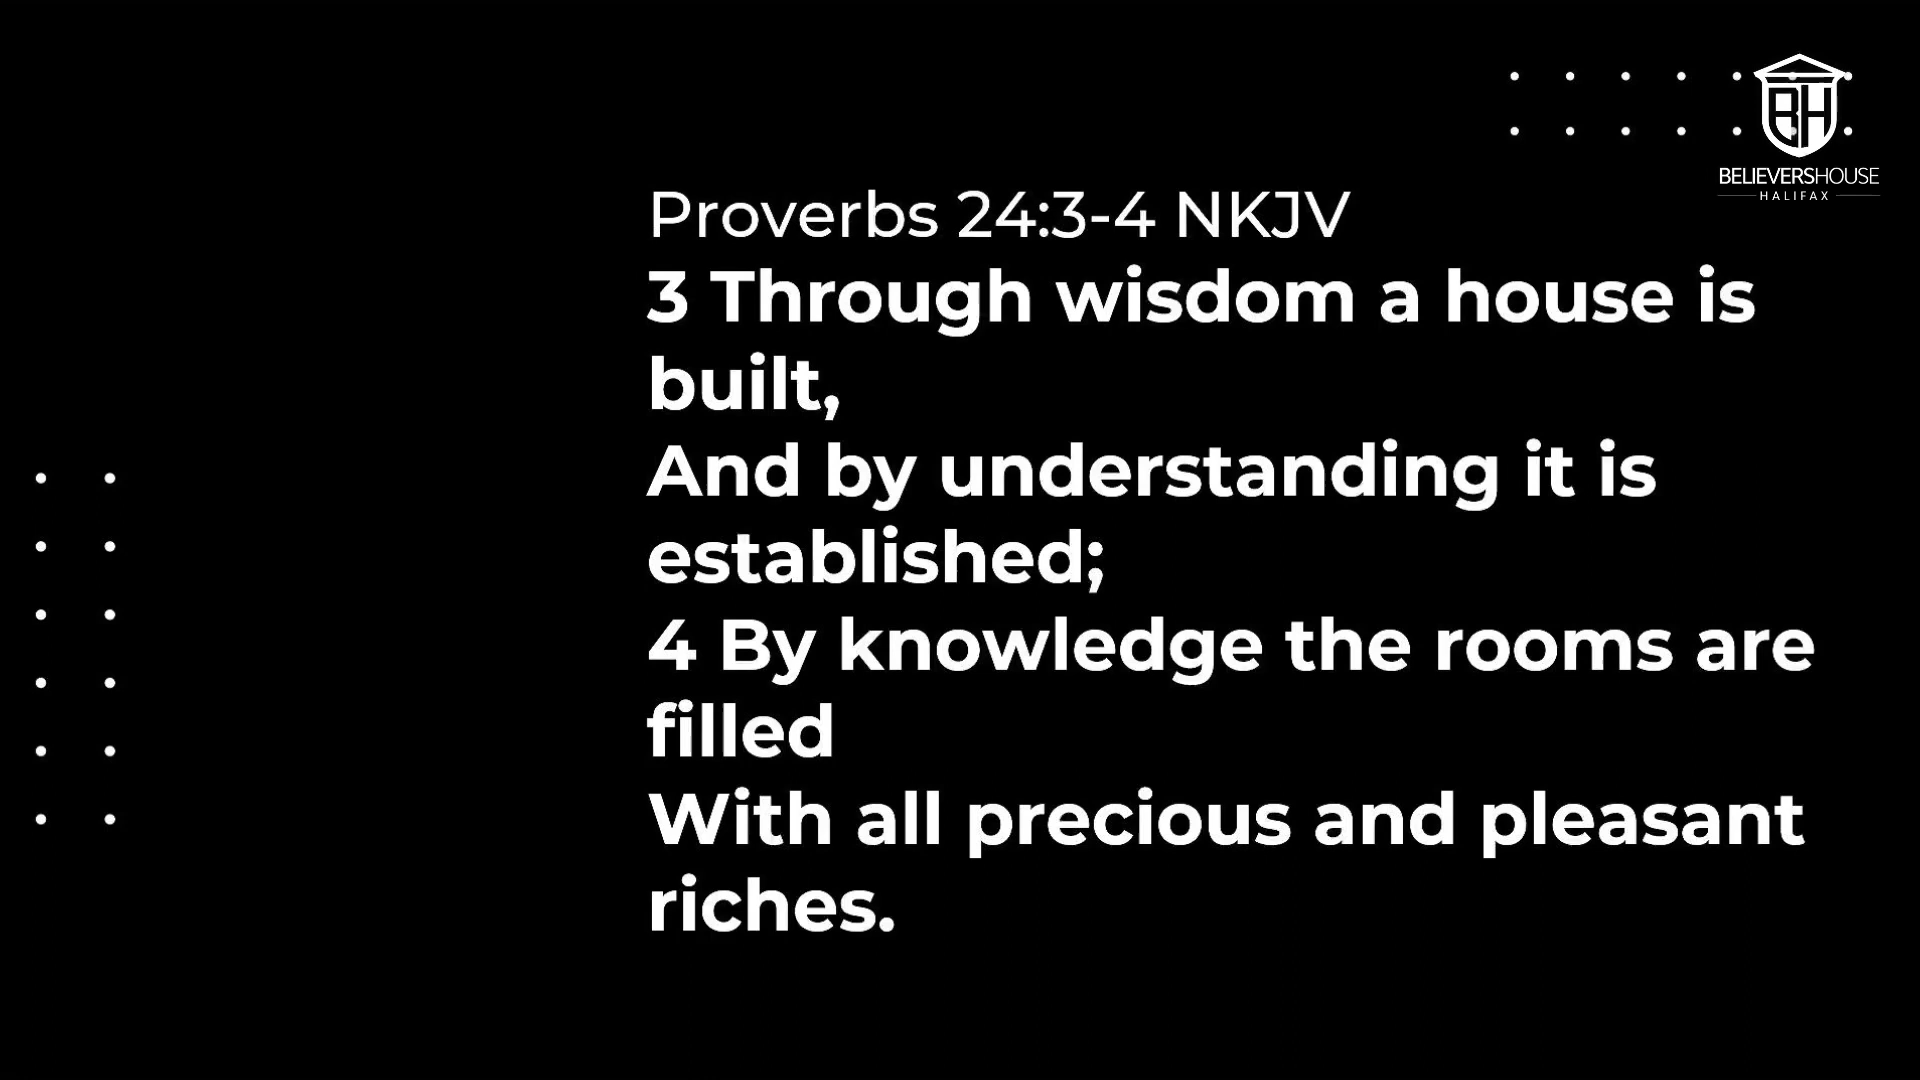 BH
BELIEVERSHOUSE
HALIFAX
Proverbs 24:3-4 NKJV
3 Through wisdom a house is
built,
And by understanding it is
established;
4 By knowledge the rooms are
filled
With all precious and pleasant
riches.